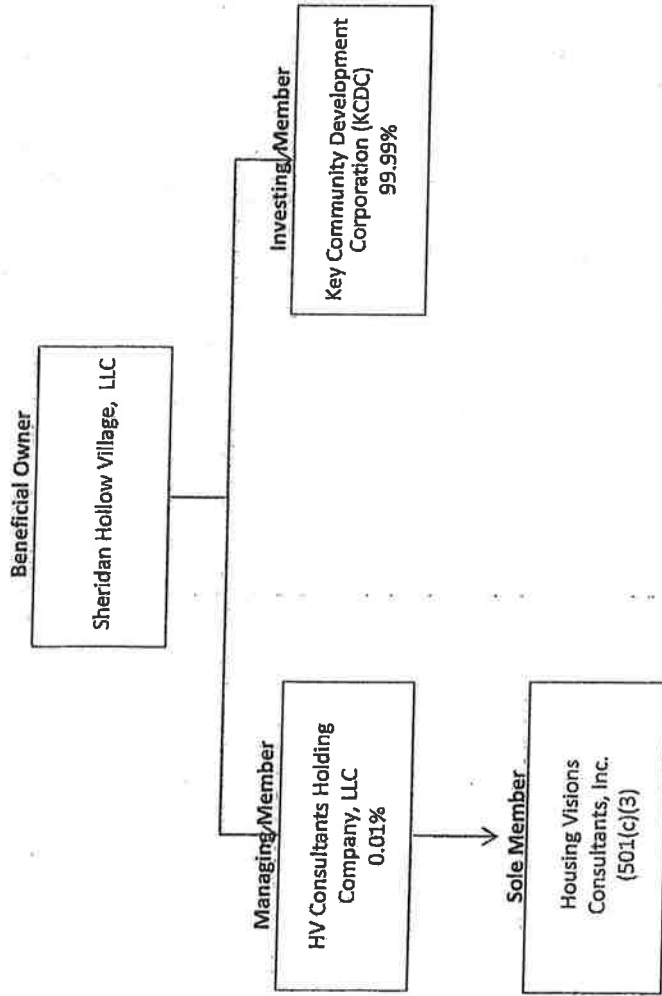 Beneficial Owner
Sheridan Hollow Village, LLC
Managing Member
HV Consultants Holding
Company, LLC
0.01%
Investing Member
Key Community Development
Corporation (KCDC)
99.99%
Sole Member
Housing Visions
Consultants, Inc.
(501(c)(3)